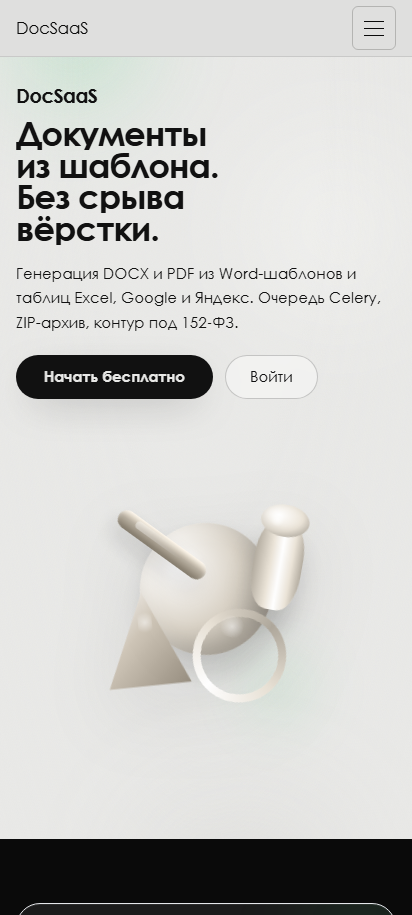 DocSaaS
DocSaaS
Документы
из шаблона.
Без срыва
вёрстки.
Генерация DOCX и PDF из Word-шаблонов и
таблиц Excel, Google и Яндекс. Очередь Celery,
ZIP-архив, контур под 152-ФЗ.
Начать бесплатно
Войти